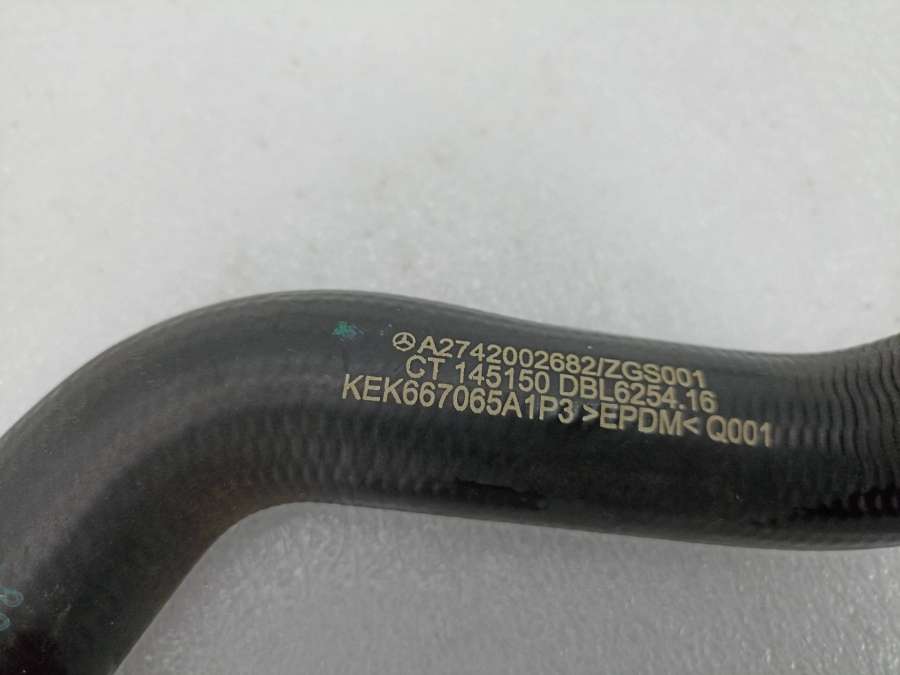 A2742002682/ZGS001
CT 145150 DBL6254.16
KEK667065A1P3 >EPDM< Q001